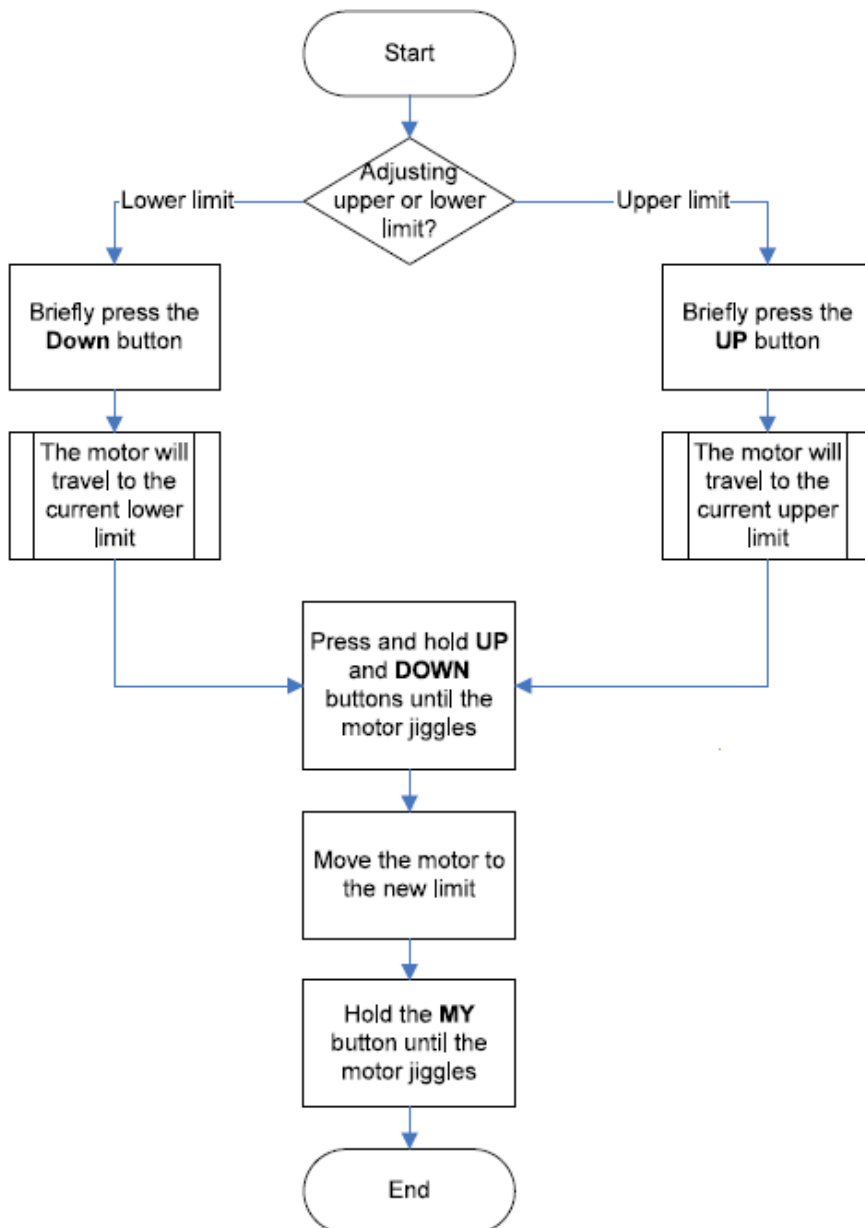 Start
Adjusting
upper or lower
limit?
Lower limit
Upper limit
Briefly press the
Down button
Briefly press the
UP button
The motor will
travel to the
current lower
limit
The motor will
travel to the
current upper
limit
Press and hold UP
and DOWN
buttons until the
motor jiggles
Move the motor to
the new limit
Hold the MY
button until the
motor jiggles
End